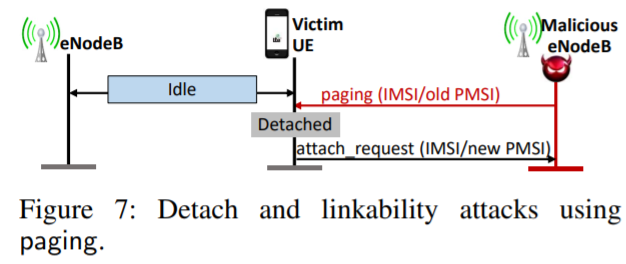 eNodeB
Victim
UE
Malicious
eNodeB
Idle
paging (IMSI/old PMSI)
Detached
attach_request (IMSI/new PMSI)
Figure 7: Detach and linkability attacks using
paging.